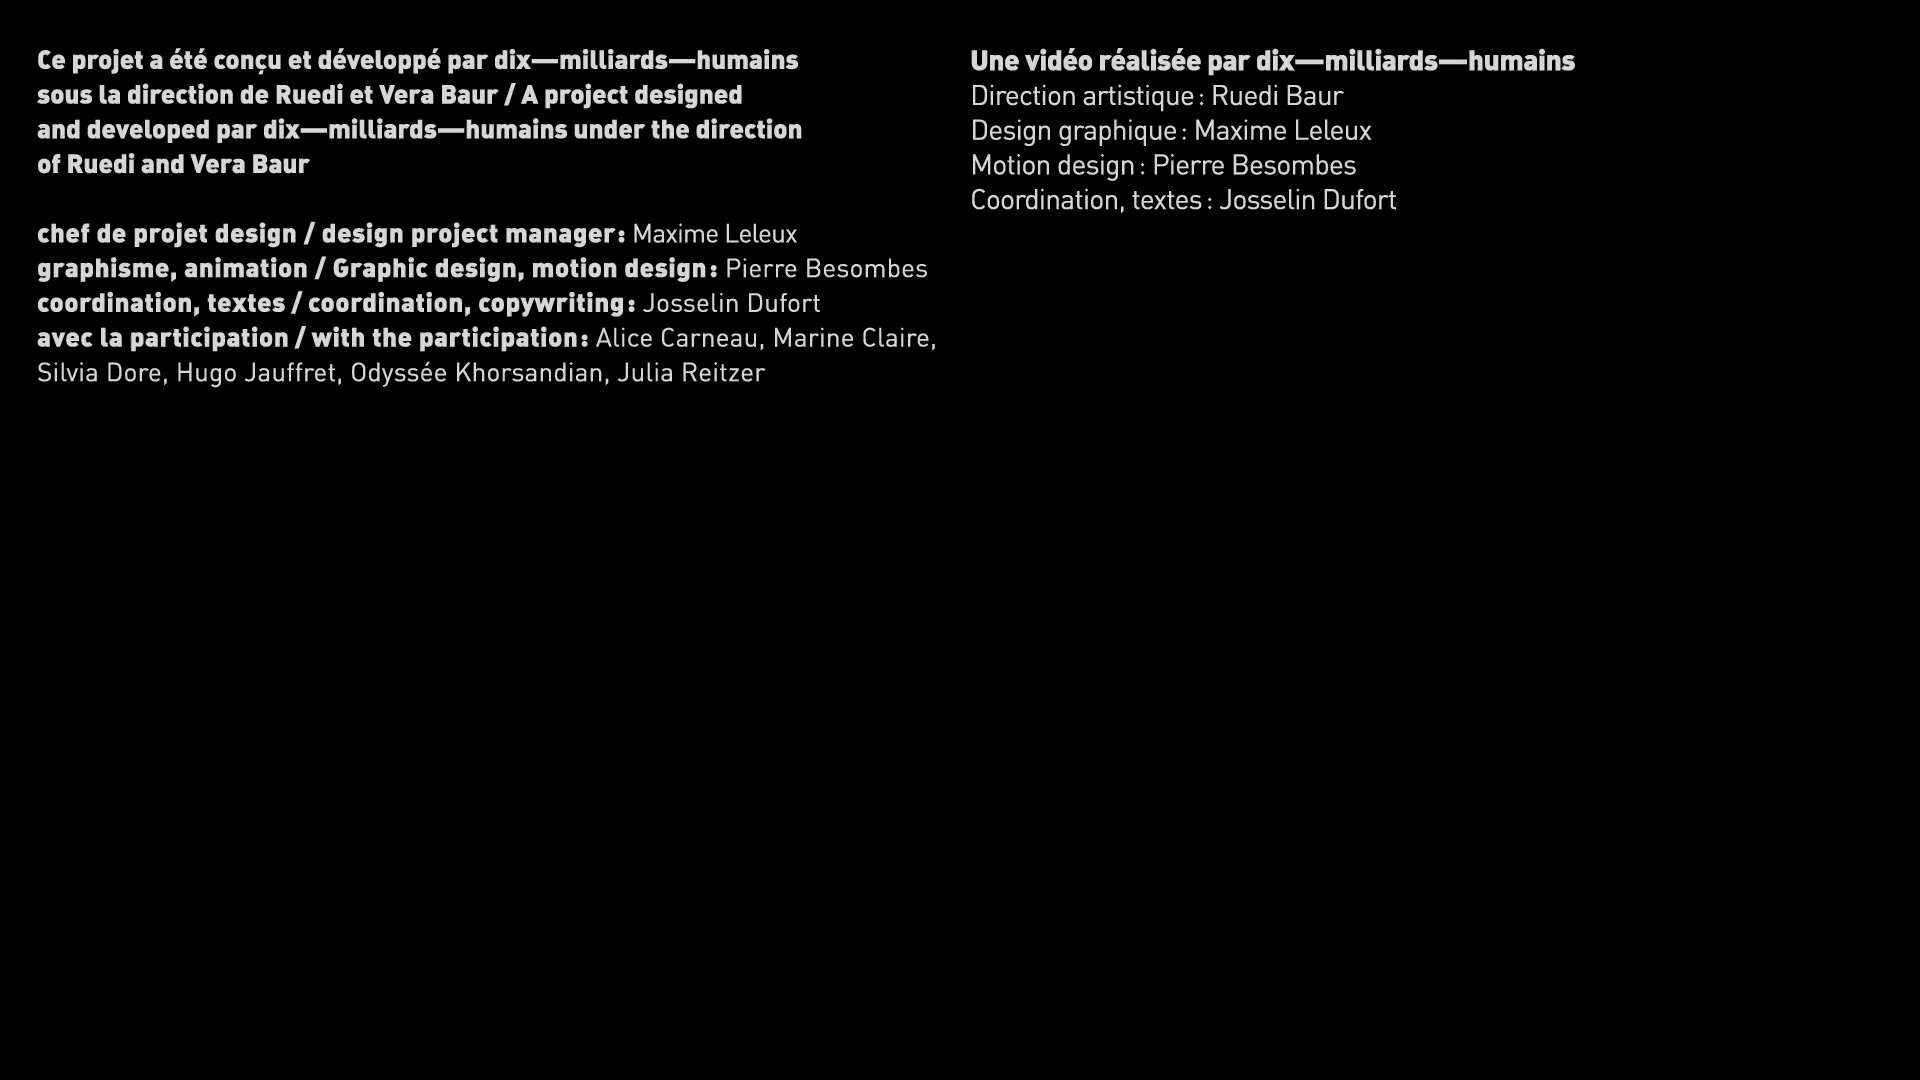 Ce projet a été conçu et développé par dix—milliards—humains
sous la direction de Ruedi et Vera Baur / A project designed
and developed par dix—milliards—humains under the direction
of Ruedi and Vera Baur
chef de projet design / design project manager : Maxime Leleux
graphisme, animation / Graphic design, motion design : Pierre Besombes
coordination, textes / coordination, copywriting : Josselin Dufort
avec la participation / with the participation : Alice Carneau, Marine Claire,
Silvia Dore, Hugo Jauffret, Odyssée Khorsandian, Julia Reitzer
Une vidéo réalisée par dix—milliards—humains
Direction artistique : Ruedi Baur
Design graphique : Maxime Leleux
Motion design : Pierre Besombes
Coordination, textes : Josselin Dufort